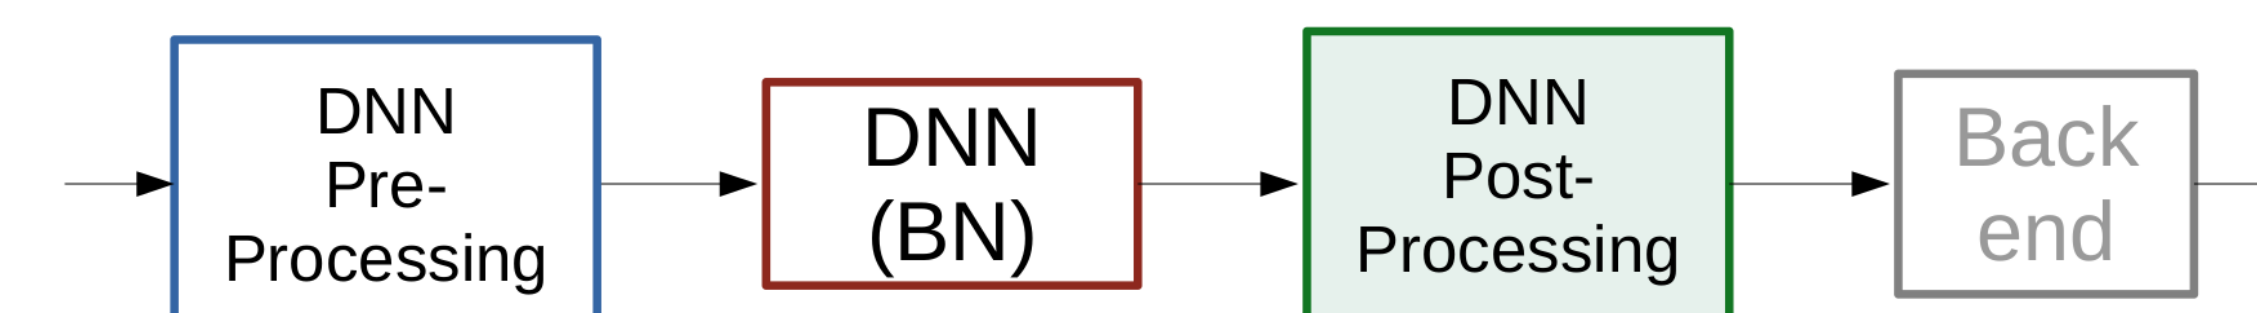 DNN
Pre-
Processing
DNN
(BN)
DNN
Post-
Processing
Back
end